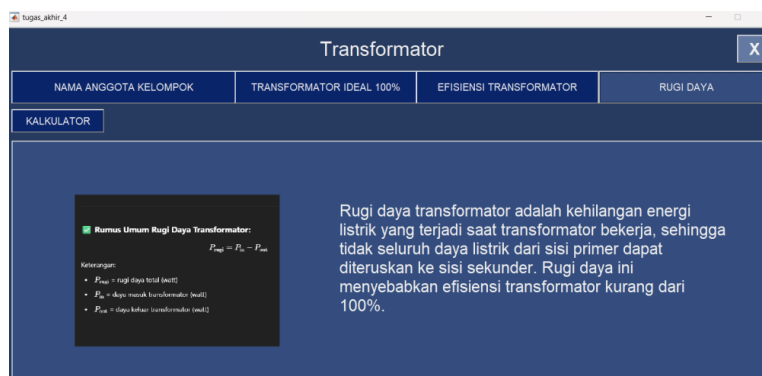 tugas_akhir_4
Transformator
X
NAMA ANGGOTA KELOMPOK
TRANSFORMATOR IDEAL 100%
EFISIENSI TRANSFORMATOR
RUGI DAYA
KALKULATOR
✅ Rumus Umum Rugi Daya Transformator:
P_rugi = P_in − P_out
Keterangan:
• P_rugi = rugi daya total (watt)
• P_in = daya masuk transformator (watt)
• P_out = daya keluar transformator (watt)
Rugi daya transformator adalah kehilangan energi
listrik yang terjadi saat transformator bekerja, sehingga
tidak seluruh daya listrik dari sisi primer dapat
diteruskan ke sisi sekunder. Rugi daya ini
menyebabkan efisiensi transformator kurang dari
100%.